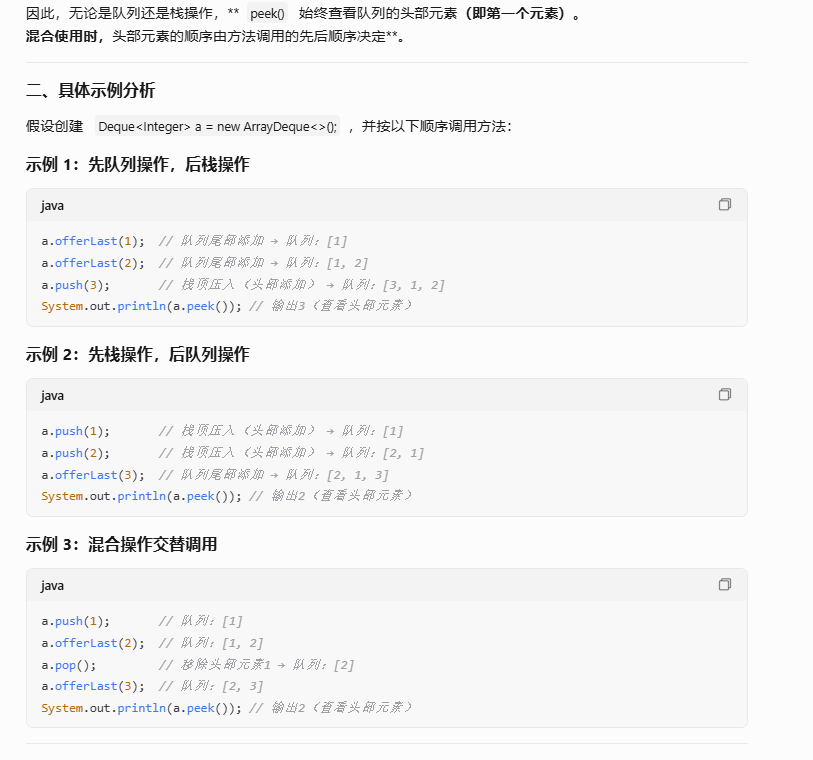 因此，无论是队列还是栈操作，** peek() 始终查看队列的头部元素（即第一个元素）。
混合使用时，头部元素的顺序由方法调用的先后顺序决定**。
二、具体示例分析
假设创建 Deque<Integer> a = new ArrayDeque<>(); ，并按以下顺序调用方法：
示例 1：先队列操作，后栈操作
java
a.offerLast(1); // 队列尾部添加 → 队列：[1]
a.offerLast(2); // 队列尾部添加 → 队列：[1, 2]
a.push(3); // 栈顶压入（头部添加） → 队列：[3, 1, 2]
System.out.println(a.peek()); // 输出3（查看头部元素）
示例 2：先栈操作，后队列操作
java
a.push(1); // 栈顶压入（头部添加） → 队列：[1]
a.push(2); // 栈顶压入（头部添加） → 队列：[2, 1]
a.offerLast(3); // 队列尾部添加 → 队列：[2, 1, 3]
System.out.println(a.peek()); // 输出2（查看头部元素）
示例 3：混合操作交替调用
java
a.push(1); // 队列：[1]
a.offerLast(2); // 队列：[1, 2]
a.pop(); // 移除头部元素1 → 队列：[2]
a.offerLast(3); // 队列：[2, 3]
System.out.println(a.peek()); // 输出2（查看头部元素）